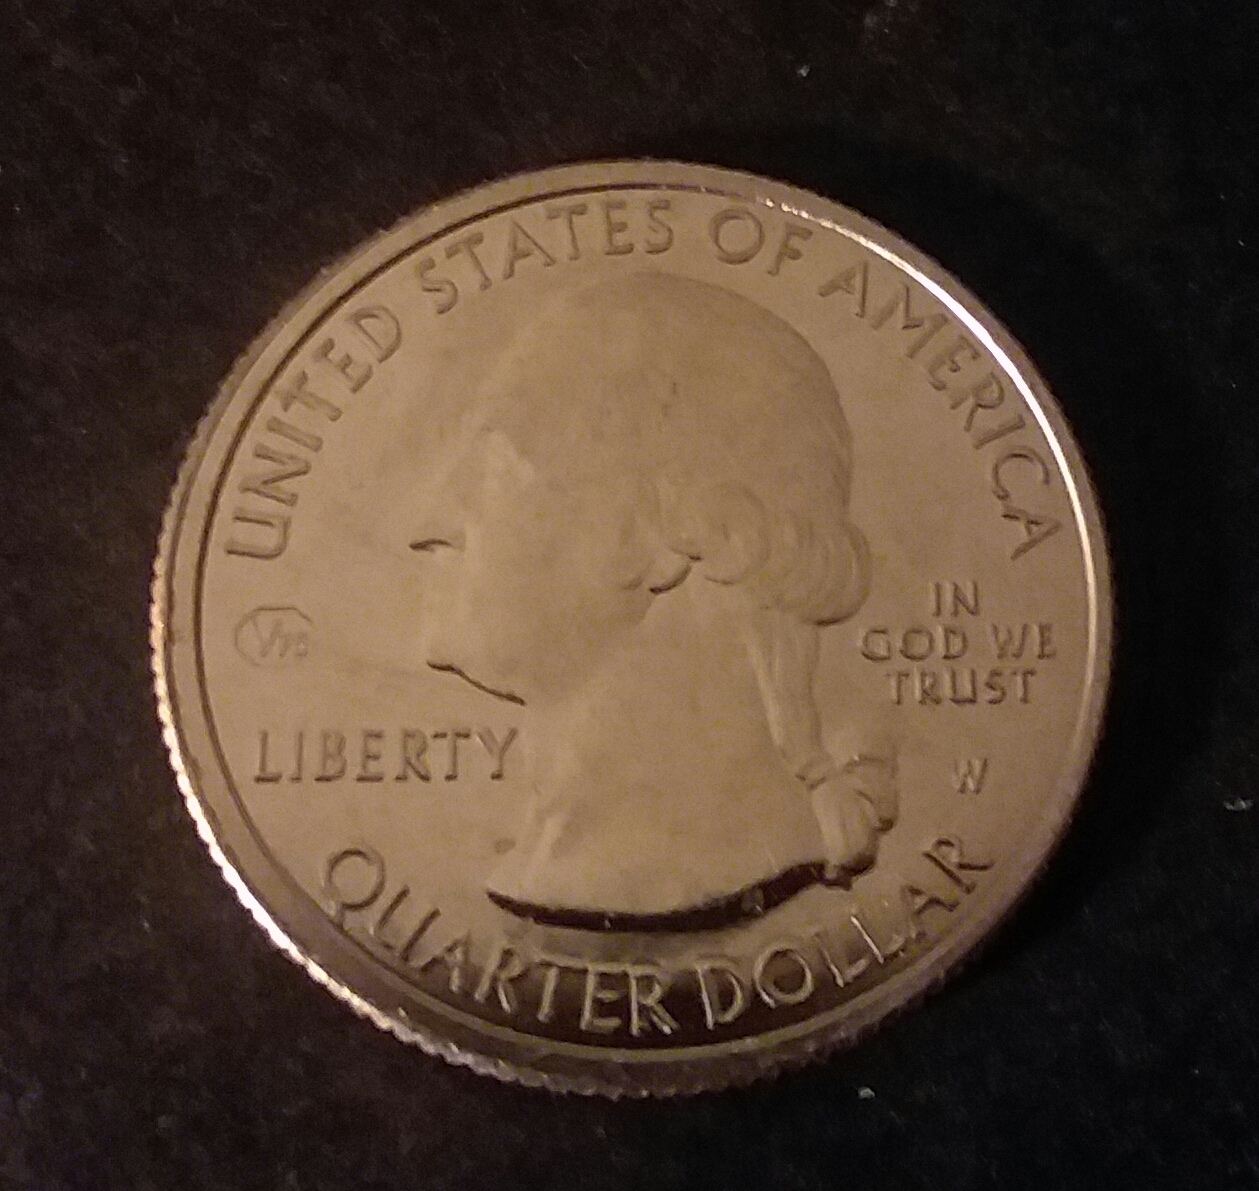 UNITED STATES OF AMERICA
IN
GOD WE
TRUST
LIBERTY
W
QUARTER DOLLAR